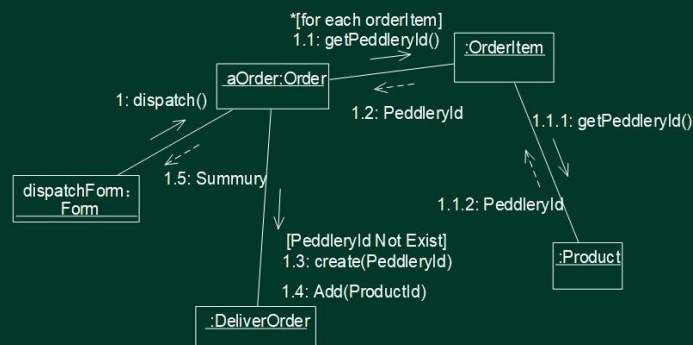 *[for each orderItem]
1.1: getPeddleryId()
:OrderItem
aOrder:Order
1: dispatch()
1.2: PeddleryId
1.1.1: getPeddleryId()
1.5: Summury
dispatchForm：
Form
1.1.2: PeddleryId
[PeddleryId Not Exist]
1.3: create(PeddleryId)
:Product
1.4: Add(ProductId)
:DeliverOrder